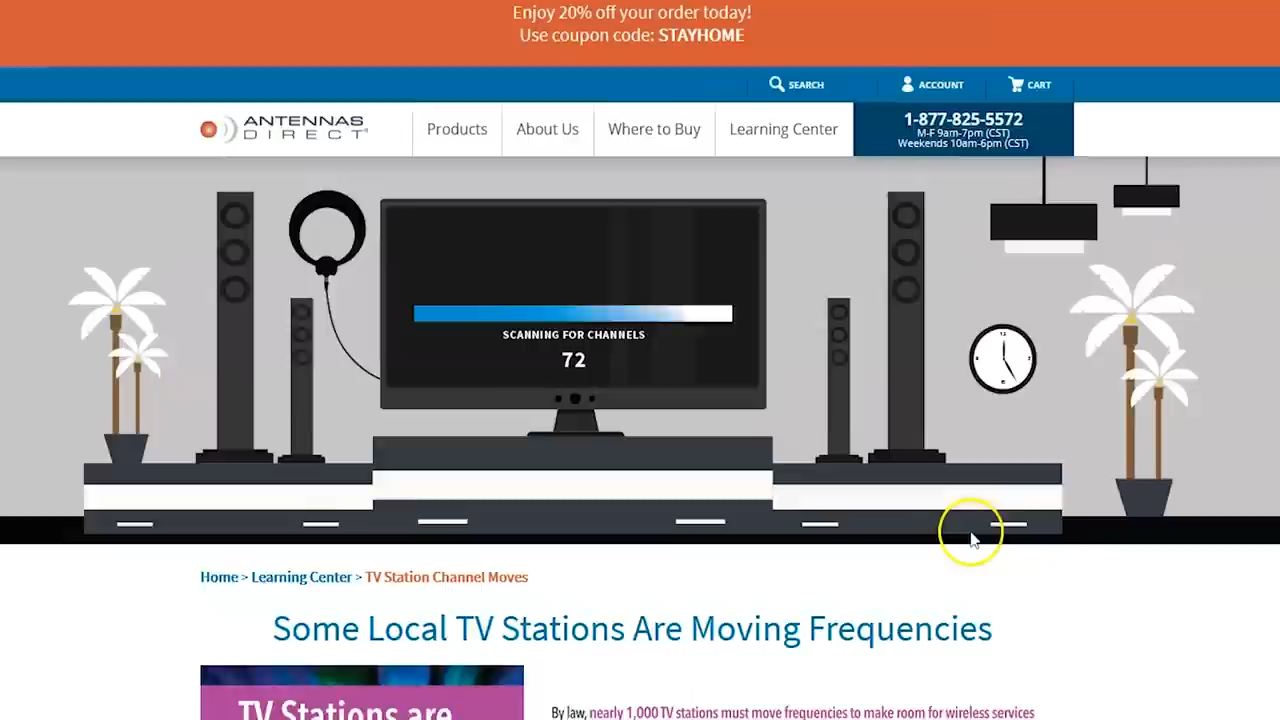 Enjoy 20% off your order today!
Use coupon code: STAYHOME
SEARCH
ACCOUNT
CART
ANTENNAS
DIRECT
Products
About Us
Where to Buy
Learning Center
1-877-825-5572
M-F 9am-7pm (CST)
Weekends 10am-6pm (CST)
SCANNING FOR CHANNELS
72
Home > Learning Center > TV Station Channel Moves
Some Local TV Stations Are Moving Frequencies
TV Stations are
By law, nearly 1,000 TV stations must move frequencies to make room for wireless services